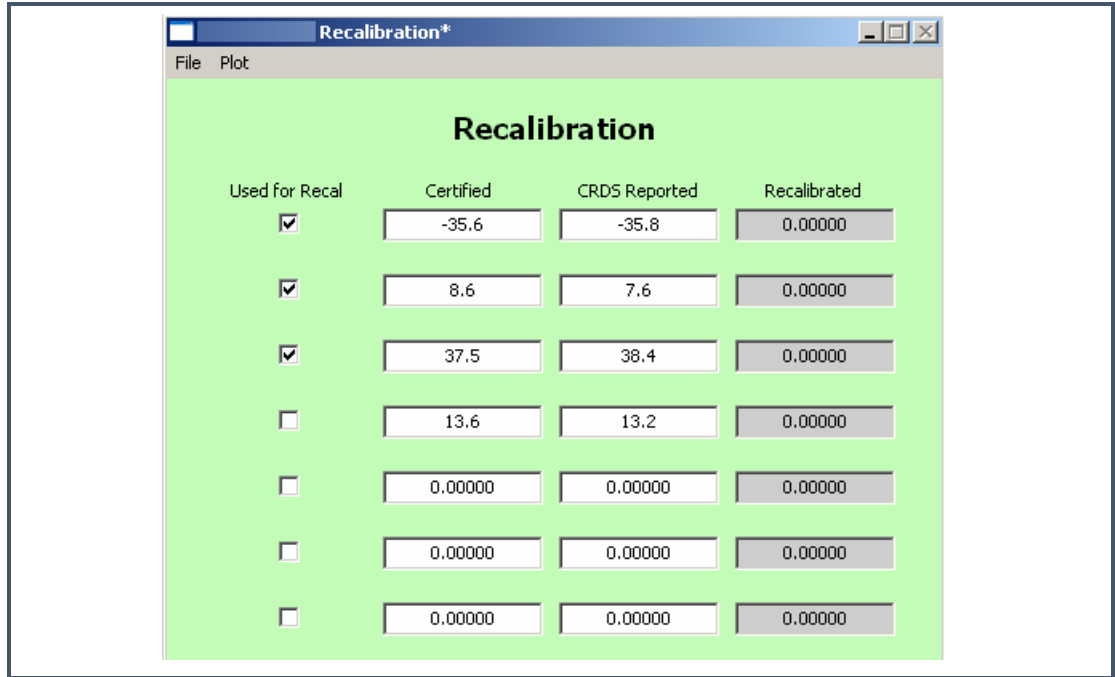 Recalibration*
File Plot
Recalibration
Used for Recal Certified CRDS Reported Recalibrated
-35.6 -35.8 0.00000
8.6 7.6 0.00000
37.5 38.4 0.00000
13.6 13.2 0.00000
0.00000 0.00000 0.00000
0.00000 0.00000 0.00000
0.00000 0.00000 0.00000